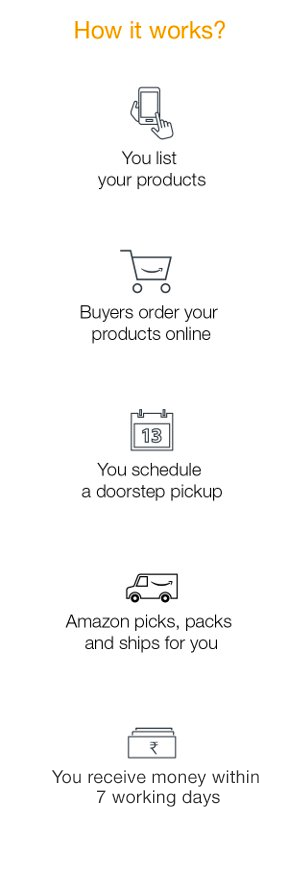 How it works?
You list
your products
Buyers order your
products online
13
You schedule
a doorstep pickup
Amazon picks, packs
and ships for you
₹
You receive money within
7 working days